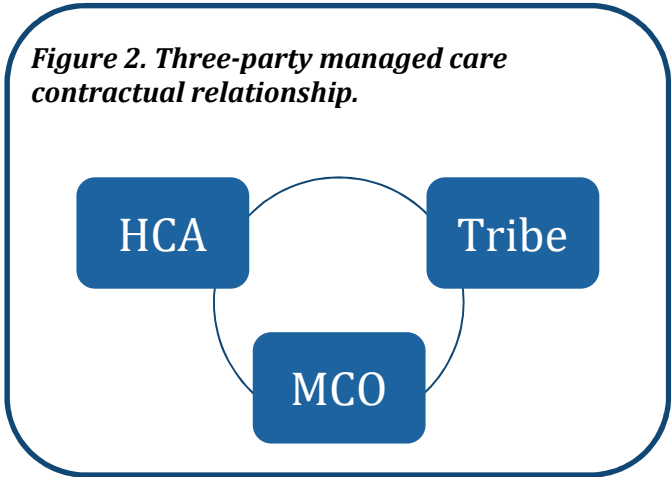 Figure 2. Three-party managed care
contractual relationship.
HCA
Tribe
MCO